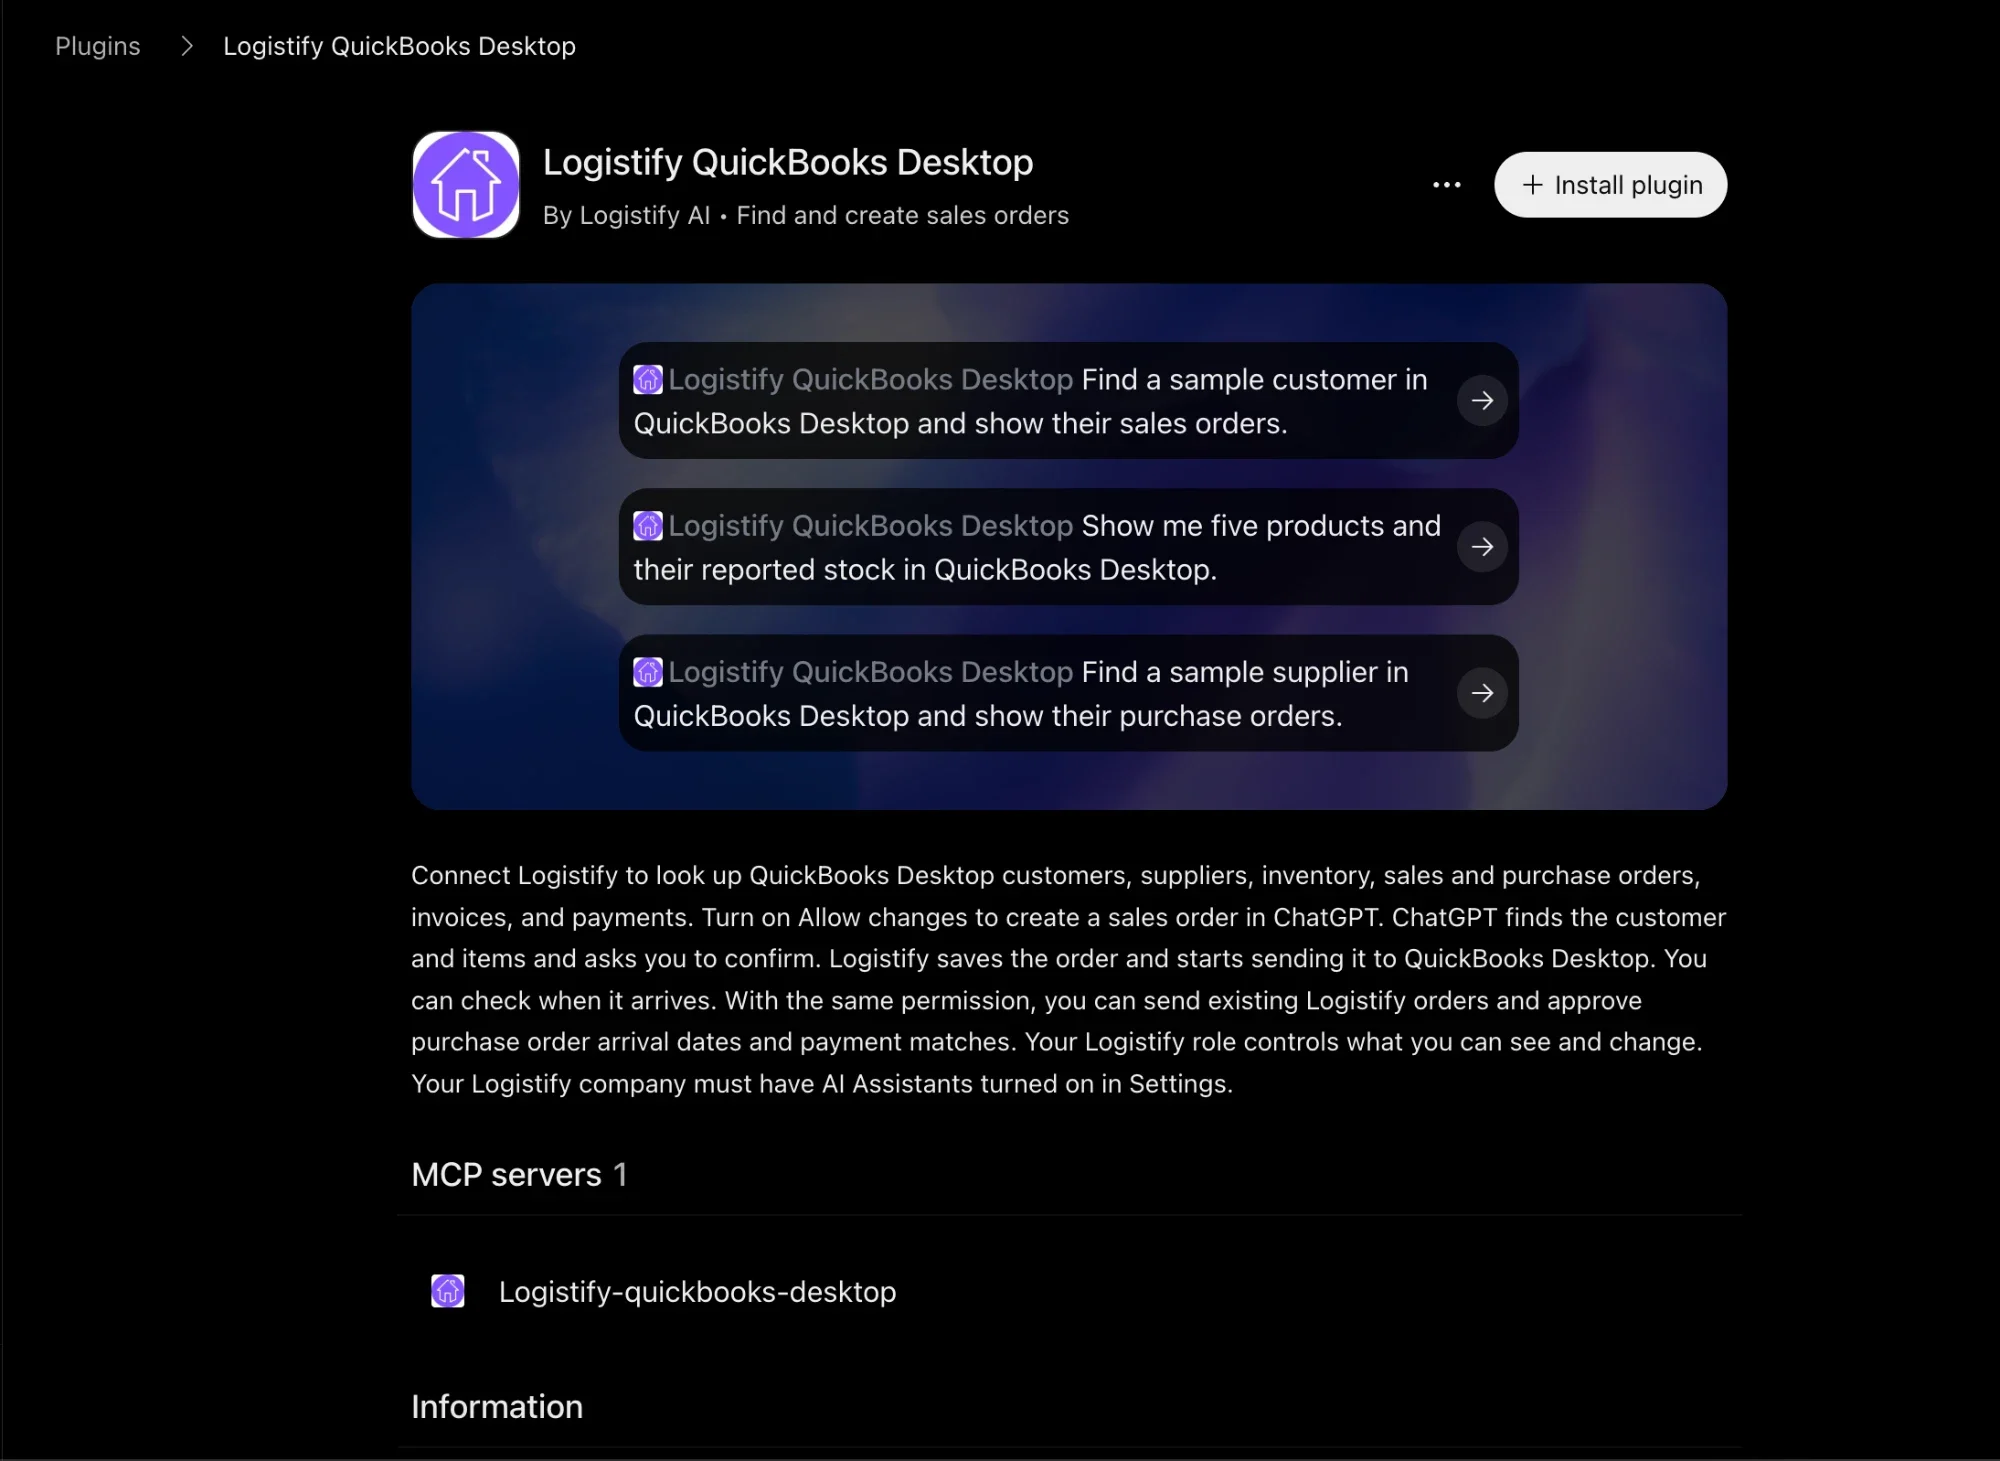 Plugins > Logistify QuickBooks Desktop
Logistify QuickBooks Desktop
By Logistify AI • Find and create sales orders
+ Install plugin
Logistify QuickBooks Desktop Find a sample customer in
QuickBooks Desktop and show their sales orders.
Logistify QuickBooks Desktop Show me five products and
their reported stock in QuickBooks Desktop.
Logistify QuickBooks Desktop Find a sample supplier in
QuickBooks Desktop and show their purchase orders.
Connect Logistify to look up QuickBooks Desktop customers, suppliers, inventory, sales and purchase orders,
invoices, and payments. Turn on Allow changes to create a sales order in ChatGPT. ChatGPT finds the customer
and items and asks you to confirm. Logistify saves the order and starts sending it to QuickBooks Desktop. You
can check when it arrives. With the same permission, you can send existing Logistify orders and approve
purchase order arrival dates and payment matches. Your Logistify role controls what you can see and change.
Your Logistify company must have AI Assistants turned on in Settings.
MCP servers 1
Logistify-quickbooks-desktop
Information